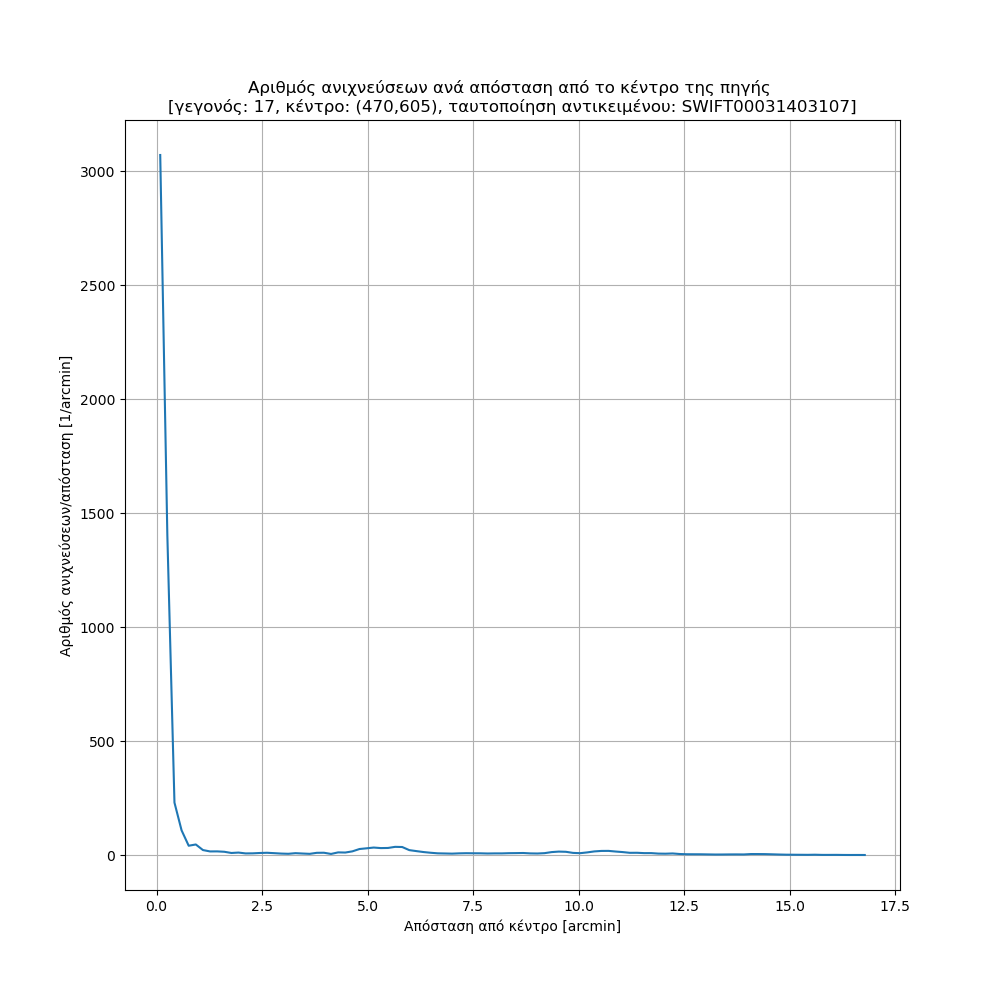 Αριθμός ανιχνεύσεων ανά απόσταση από το κέντρο της πηγής
[γεγονός: 17, κέντρο: (470,605), ταυτοποίηση αντικειμένου: SWIFT00031403107]
3000
2500
2000
1500
1000
500
0
Αριθμός ανιχνεύσεων/απόσταση [1/arcmin]
0.0 2.5 5.0 7.5 10.0 12.5 15.0 17.5
Απόσταση από κέντρο [arcmin]